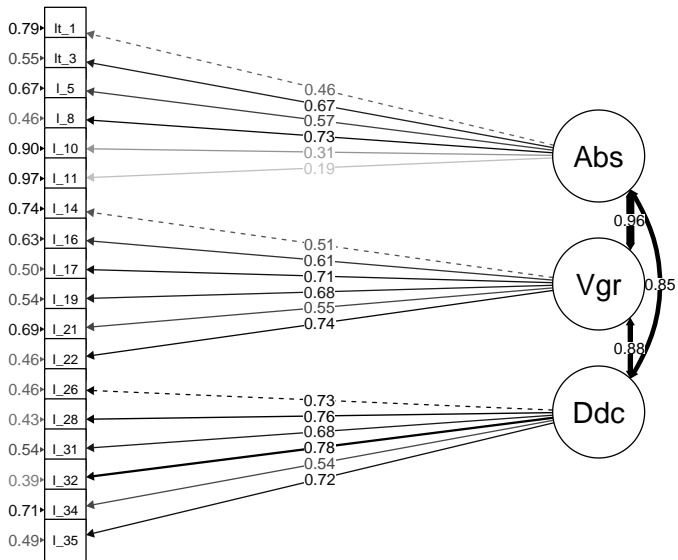 0.79 It_1
0.55 It_3 0.46
0.67 I_5 0.67
0.57
0.46 I_8 0.73 Abs
0.90 I_10 0.31
0.97 I_11 0.19
0.74 I_14 0.96
0.63 I_16 0.51
0.61
0.50 I_17 0.71 Vgr 0.85
0.54 I_19 0.68
0.55
0.69 I_21 0.74
0.46 I_22 0.88
0.46 I_26 0.73
0.43 I_28 0.76 Ddc
0.54 I_31 0.68
0.78
0.39 I_32 0.54
0.71 I_34 0.72
0.49 I_35